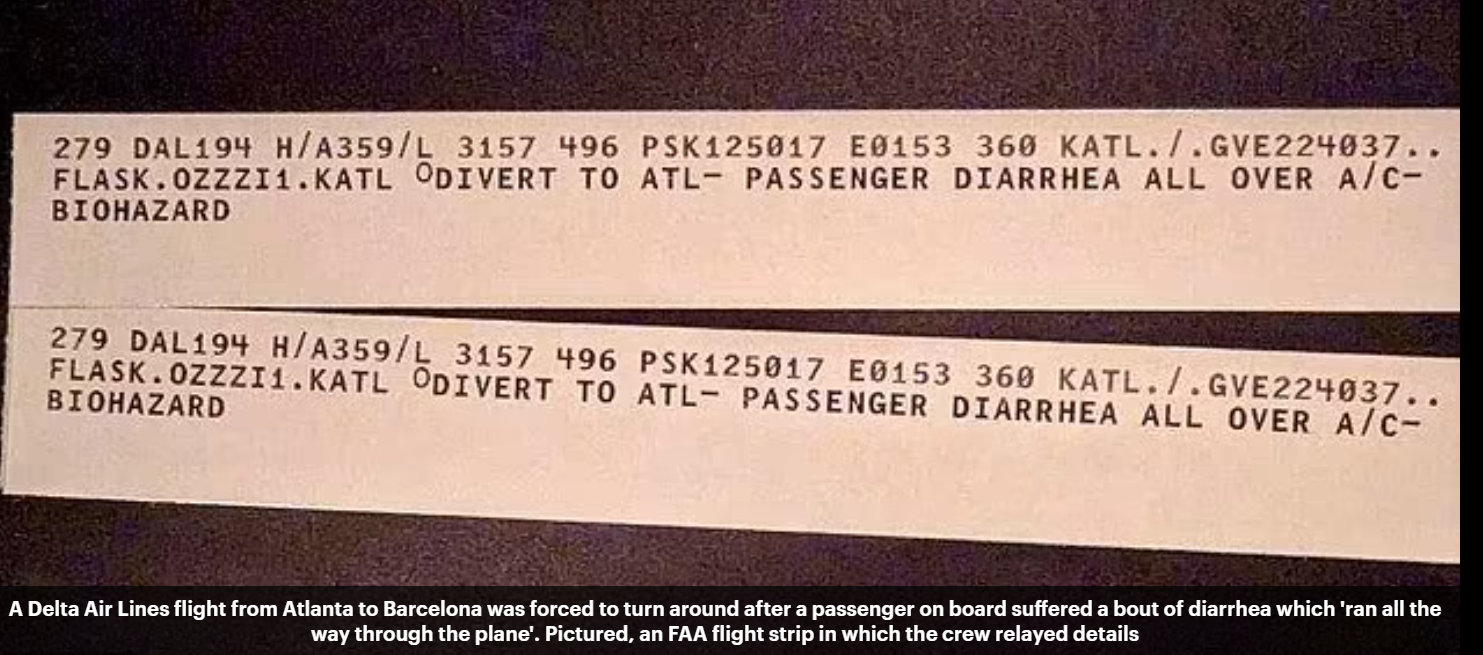 279 DAL194 H/A359/L 3157 496 PSK125017 E0153 360 KATL./.GVE224037..
FLASK.OZZZI1.KATL ODIVERT TO ATL- PASSENGER DIARRHEA ALL OVER A/C-
BIOHAZARD
279 DAL194 H/A359/L 3157 496 PSK125017 E0153 360 KATL./.GVE224037..
FLASK.OZZZI1.KATL ODIVERT TO ATL- PASSENGER DIARRHEA ALL OVER A/C-
BIOHAZARD
A Delta Air Lines flight from Atlanta to Barcelona was forced to turn around after a passenger on board suffered a bout of diarrhea which 'ran all the
way through the plane'. Pictured, an FAA flight strip in which the crew relayed details